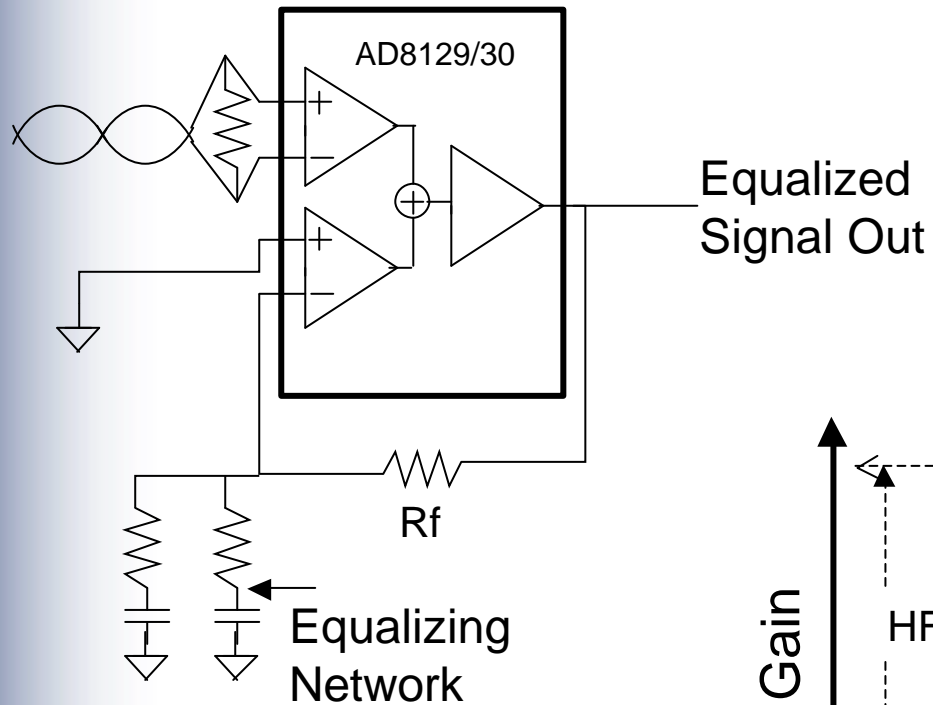 AD8129/30
+
−
+
+
−
Equalized
Signal Out
Rf
Equalizing
Network
Gain
HF